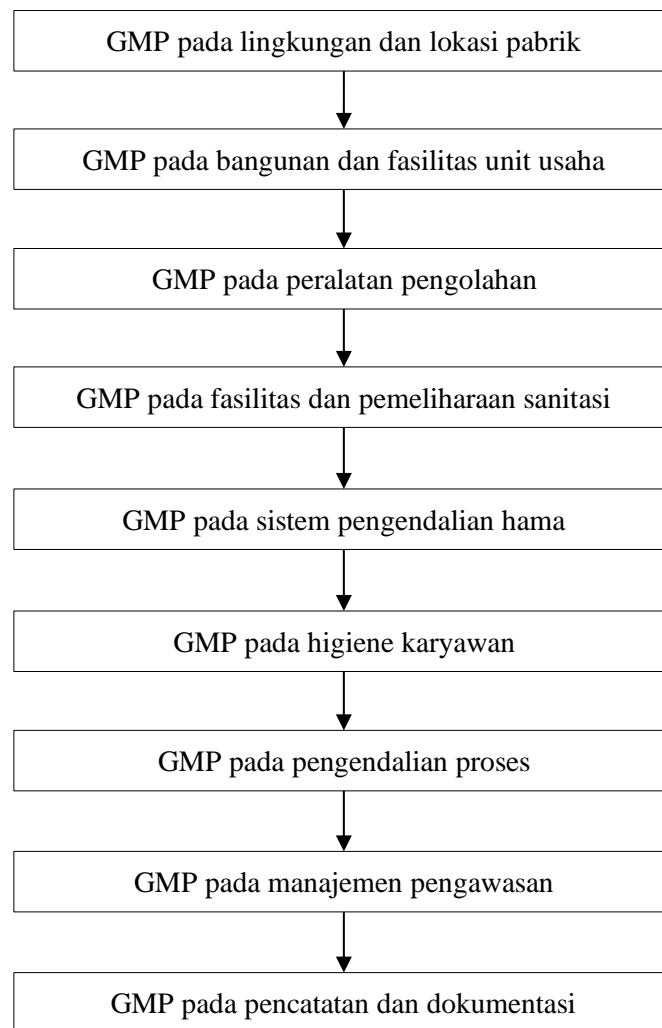 GMP pada lingkungan dan lokasi pabrik
GMP pada bangunan dan fasilitas unit usaha
GMP pada peralatan pengolahan
GMP pada fasilitas dan pemeliharaan sanitasi
GMP pada sistem pengendalian hama
GMP pada higiene karyawan
GMP pada pengendalian proses
GMP pada manajemen pengawasan
GMP pada pencatatan dan dokumentasi